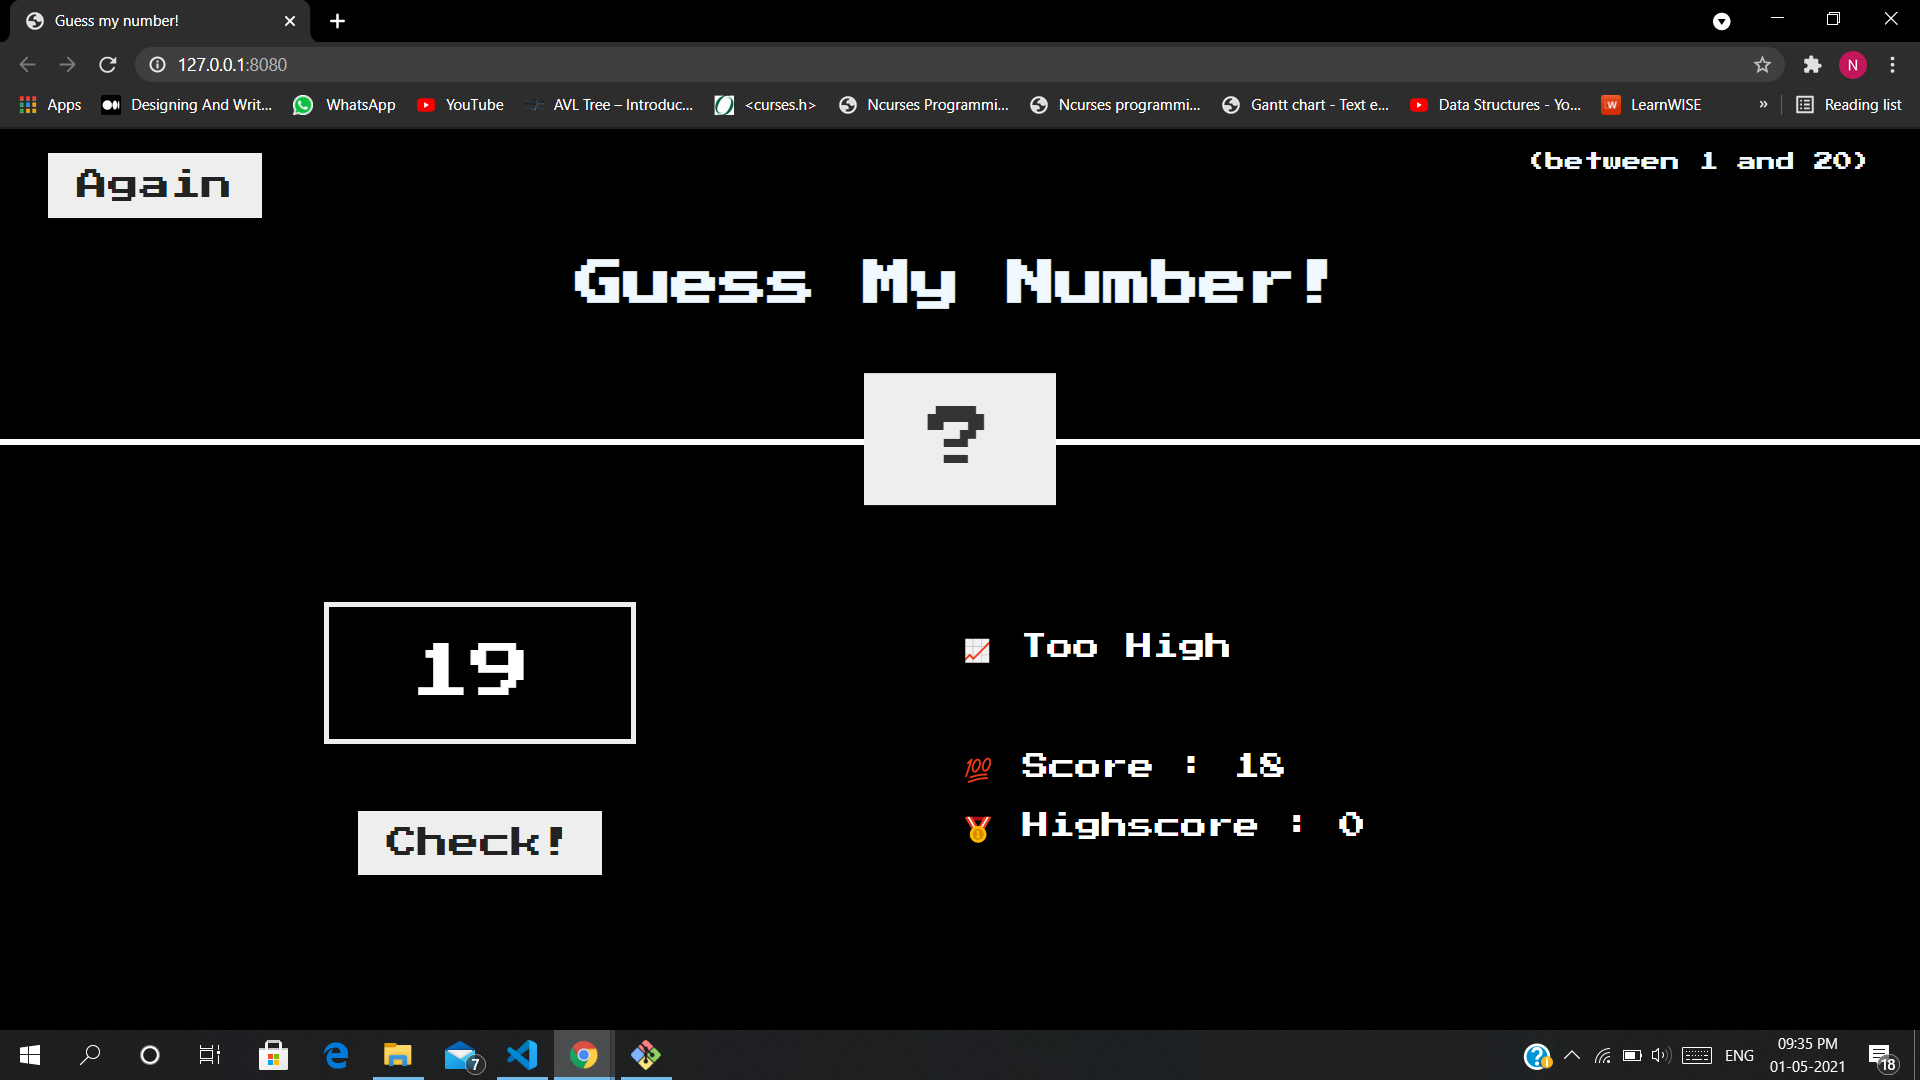 Guess my number!
127.0.0.1:8080
Apps Designing And Writ... WhatsApp YouTube AVL Tree – Introduc... <curses.h> Ncurses Programmi... Ncurses programmi... Gantt chart - Text e... Data Structures - Yo... LW LearnWISE » Reading list
N
Again
(between 1 and 20)
Guess My Number!
?
19
Check!
Too High
💯 Score : 18
Highscore : 0
7
ENG
09:35 PM
01-05-2021
18